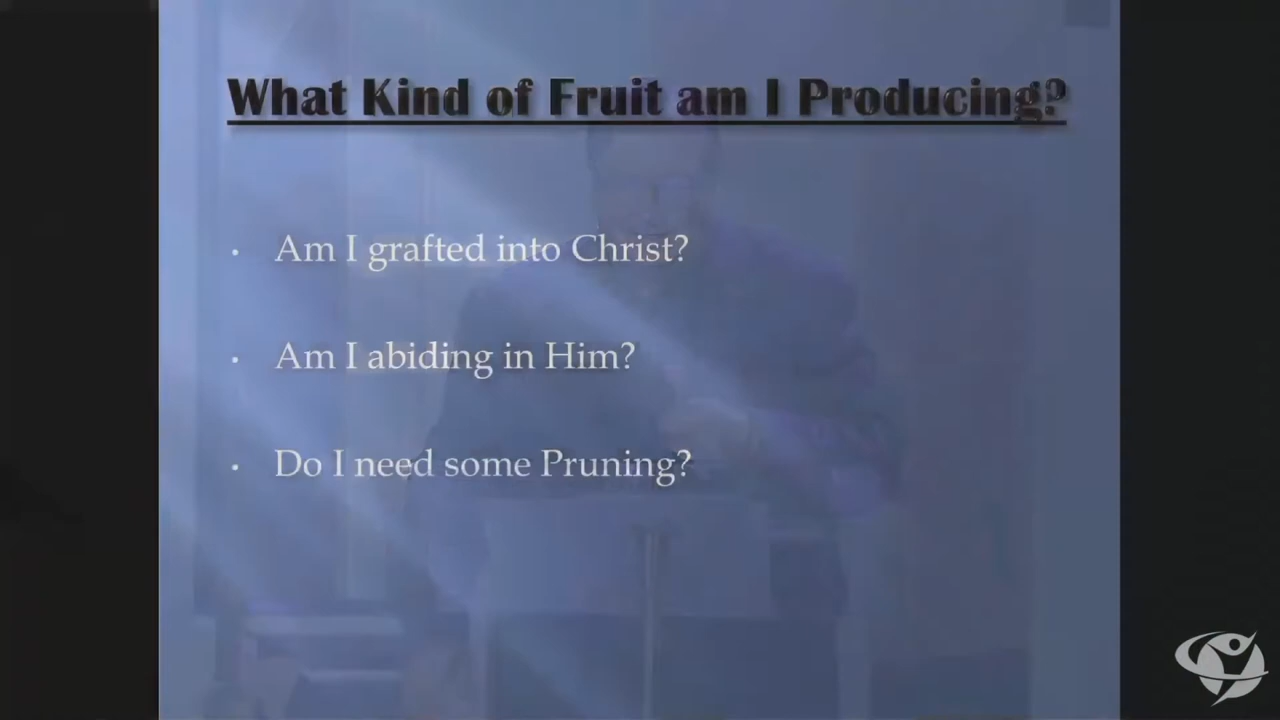 What Kind of Fruit am I Producing?
• Am I grafted into Christ?
• Am I abiding in Him?
• Do I need some Pruning?